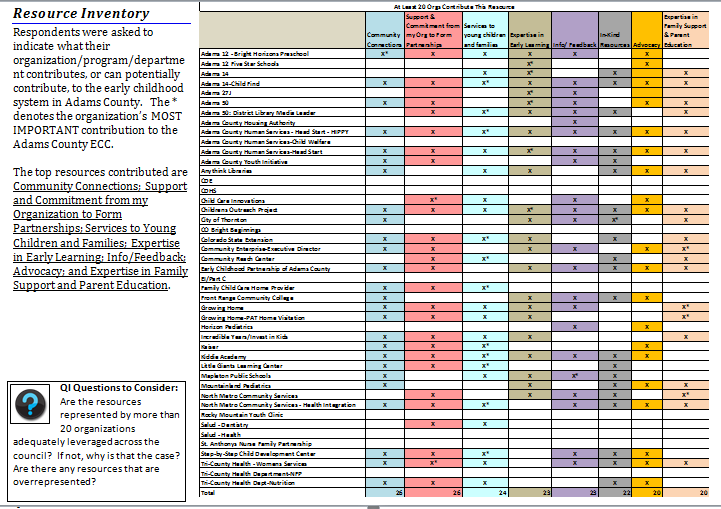 Resource Inventory
Respondents were asked to
indicate what their
organization/program/departme
nt contributes, or can potentially
contribute, to the early childhood
system in Adams County. The *
denotes the organization's MOST
IMPORTANT contribution to the
Adams County ECC.
The top resources contributed are
Community Connections; Support
and Commitment from my
Organization to Form
Partnerships; Services to Young
Children and Families; Expertise
in Early Learning; Info/Feedback;
Advocacy; and Expertise in Family
Support and Parent Education.
QI Questions to Consider:
Are the resources
represented by more than
20 organizations
adequately leveraged across the
council? If not, why is that the case?
Are there any resources that are
overrepresented?
At Least 20 Orgs Contribute This Resource
Community Connections
Support & Commitment from my Org to Form Partnerships
Services to young children and families
Expertise in Early Learning
Info/ Feedback
In-Kind Resources
Advocacy
Expertise in Family Support & Parent Education
Adams 12 - Bright Horizons Preschool
Adams 12 Five Star Schools
Adams 14
Adams 14-Child Find
Adams 27J
Adams 50
Adams 50: District Library Media Leader
Adams County Housing Authority
Adams County Human Services - Head Start - HIPPY
Adams County Human Services-Child Welfare
Adams County Human Services-Head Start
Adams County Youth Initiative
Anythink Libraries
CDE
CDHS
Child Care Innovations
Childrens Outreach Project
City of Thornton
CO Bright Beginnings
Colorado State Extension
Community Enterprise-Executive Director
Community Reach Center
Early Childhood Partnership of Adams County
EI/Part C
Family Child Care Home Provider
Front Range Community College
Growing Home
Growing Home-PAT Home Visitation
Horizon Pediatrics
Incredible Years/Invest in Kids
Kaiser
Kiddie Academy
Little Giants Learning Center
Mapleton Public Schools
Mountainland Pediatrics
North Metro Community Services
North Metro Community Services - Health Integration
Rocky Mountain Youth Clinic
Salud - Dentistry
Salud - Health
St. Anthonys Nurse Family Partnership
Step-by-Step Child Development Center
Tri-County Health - Womens Services
Tri-County Health Department-NFP
Tri-County Health Dept-Nutrition
Total 26 26 24 23 23 22 20 20